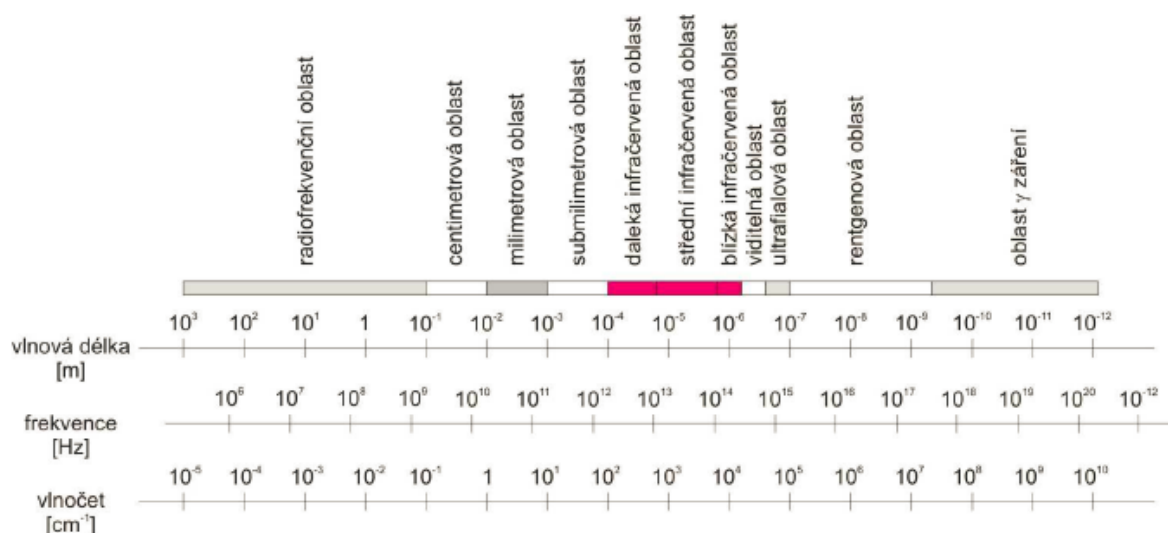 radiofrekvenční oblast
centimetrová oblast
milimetrová oblast
submilimetrová oblast
daleká infračervená oblast
střední infračervená oblast
blízká infračervená oblast
viditelná oblast
ultrafialová oblast
rentgenová oblast
oblast γ záření
10³ 10² 10¹ 1 10⁻¹ 10⁻² 10⁻³ 10⁻⁴ 10⁻⁵ 10⁻⁶ 10⁻⁷ 10⁻⁸ 10⁻⁹ 10⁻¹⁰ 10⁻¹¹ 10⁻¹²
vlnová délka
[m]
10⁶ 10⁷ 10⁸ 10⁹ 10¹⁰ 10¹¹ 10¹² 10¹³ 10¹⁴ 10¹⁵ 10¹⁶ 10¹⁷ 10¹⁸ 10¹⁹ 10²⁰ 10⁻¹²
frekvence
[Hz]
10⁻⁵ 10⁻⁴ 10⁻³ 10⁻² 10⁻¹ 1 10¹ 10² 10³ 10⁴ 10⁵ 10⁶ 10⁷ 10⁸ 10⁹ 10¹⁰
vlnočet
[cm⁻¹]